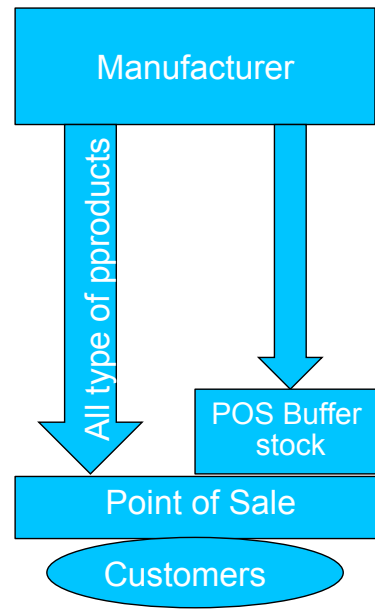 Manufacturer
All type of pproducts
POS Buffer
stock
Point of Sale
Customers